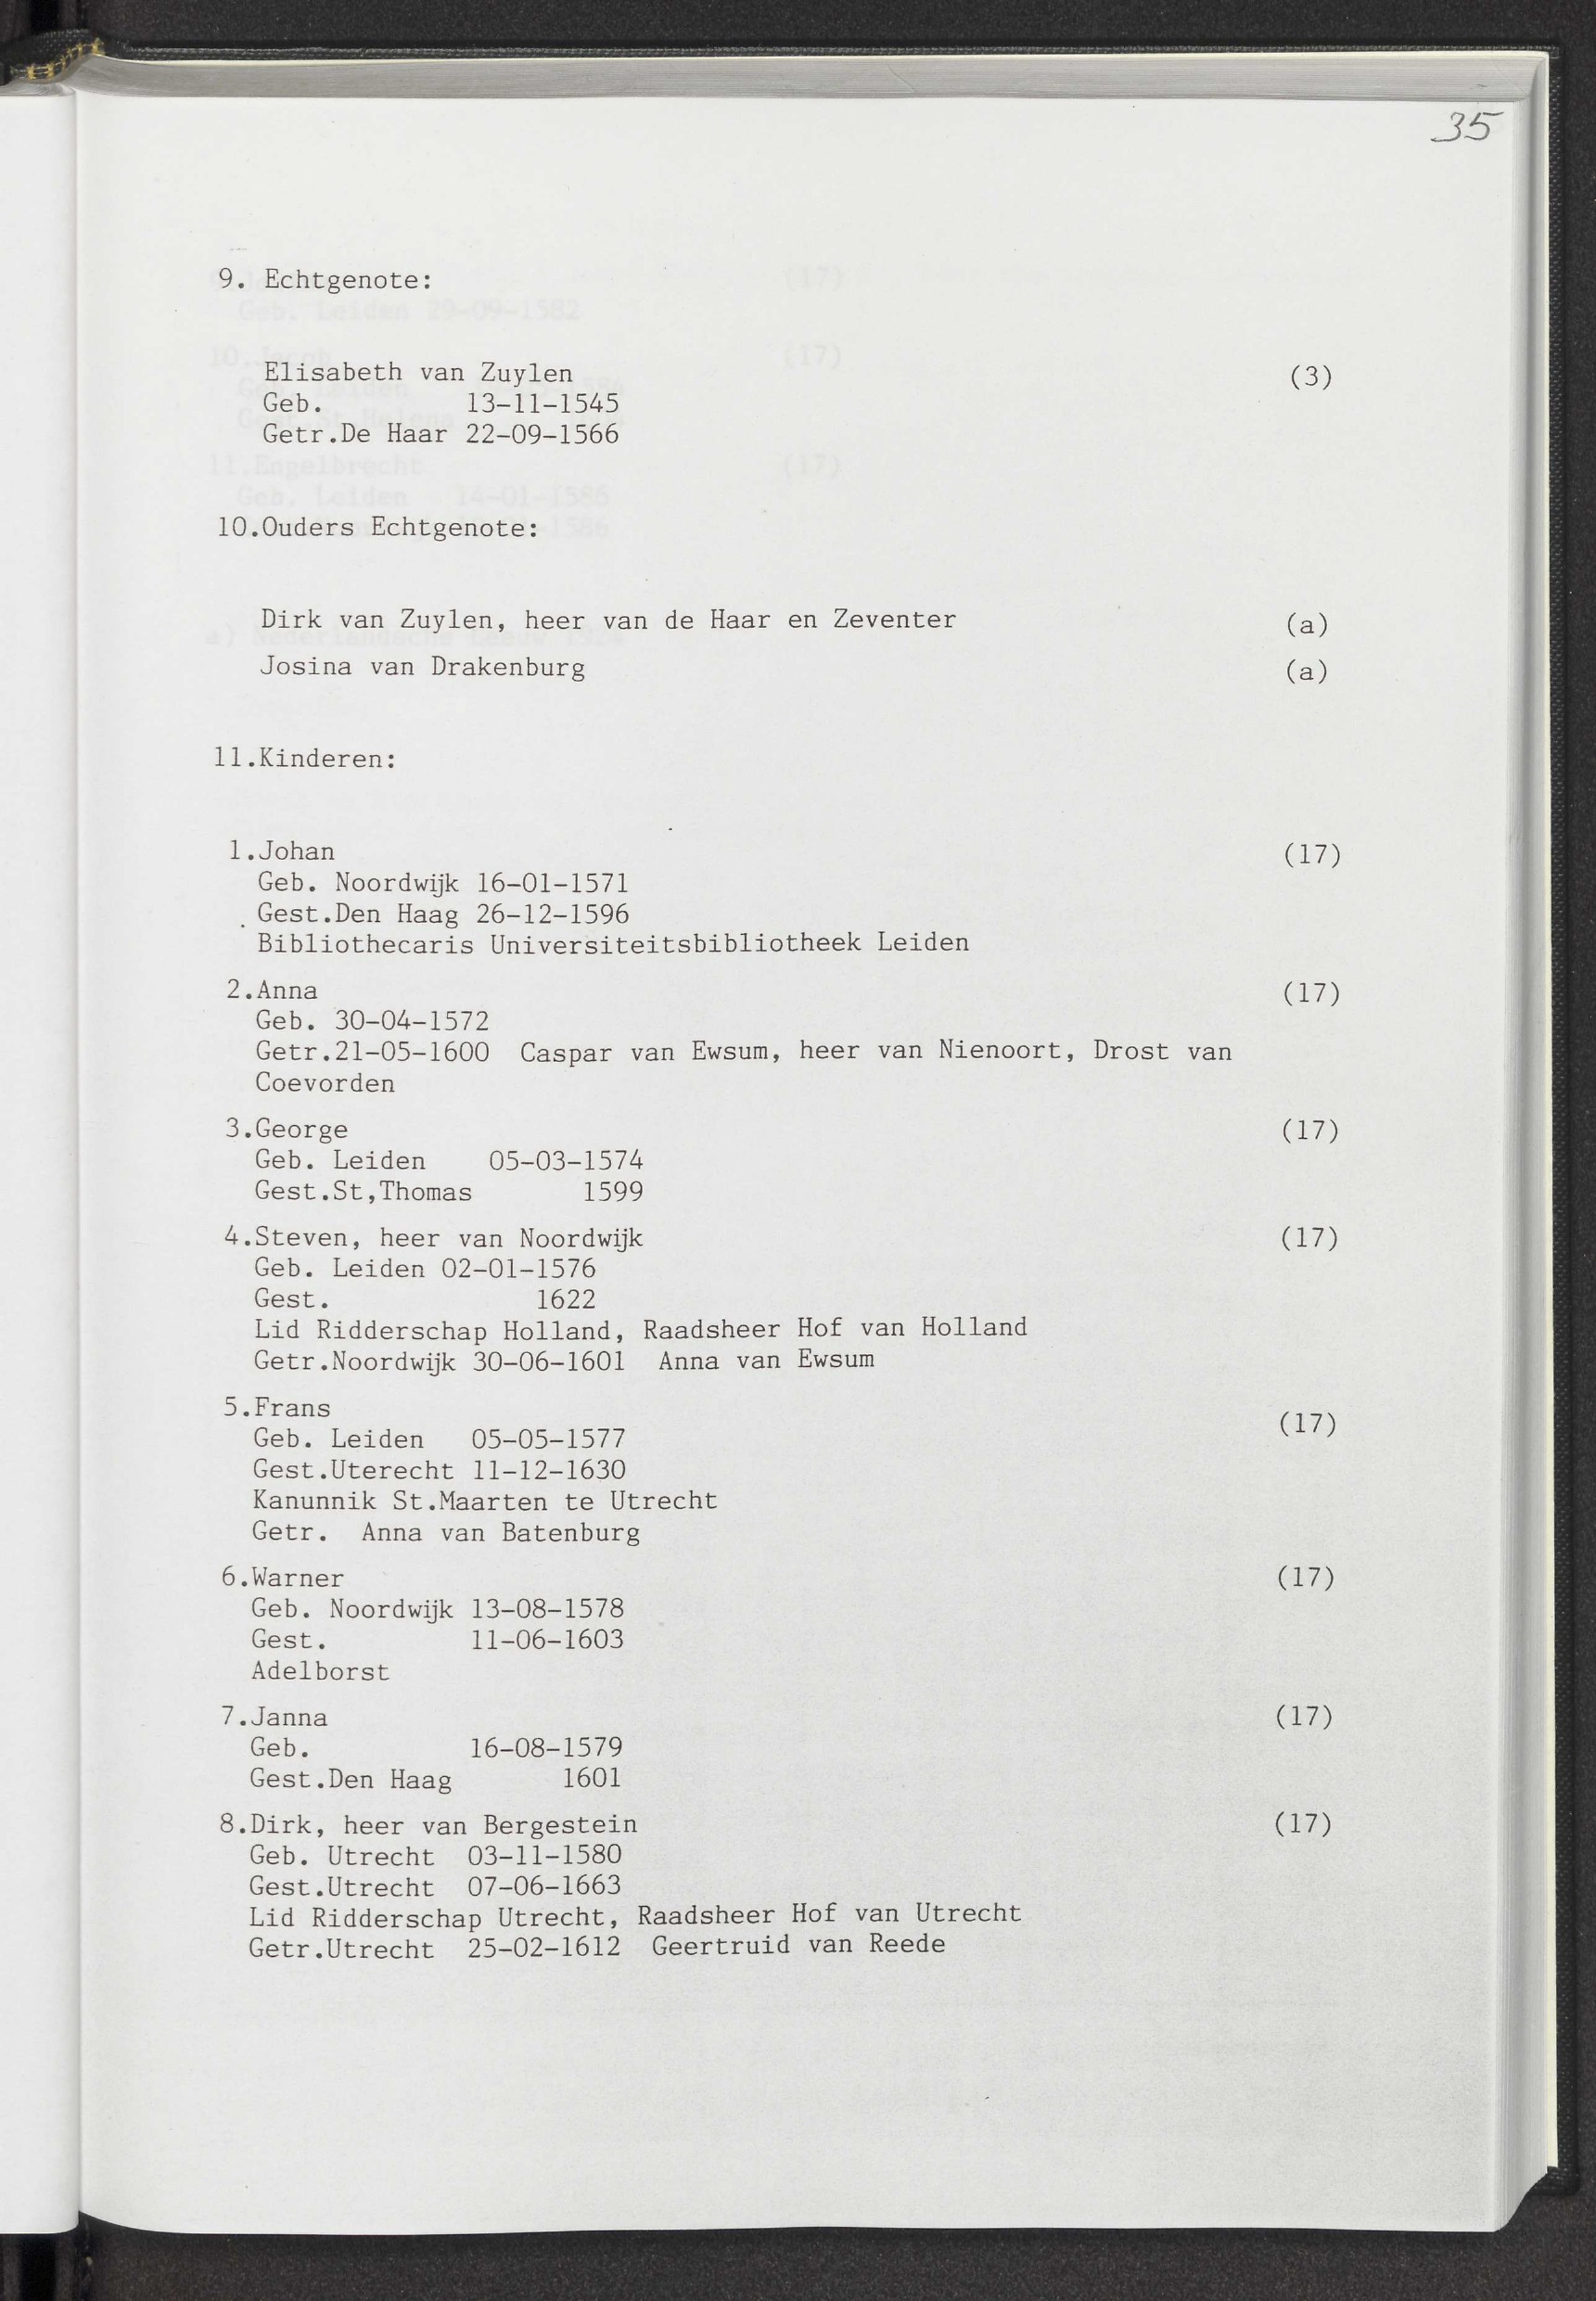 35
9. Echtgenote:
Elisabeth van Zuylen (3)
Geb. 13-11-1545
Getr.De Haar 22-09-1566
10.Ouders Echtgenote:
Dirk van Zuylen, heer van de Haar en Zeventer (a)
Josina van Drakenburg (a)
11.Kinderen:
1.Johan (17)
Geb. Noordwijk 16-01-1571
Gest.Den Haag 26-12-1596
Bibliothecaris Universiteitsbibliotheek Leiden
2.Anna (17)
Geb. 30-04-1572
Getr.21-05-1600 Caspar van Ewsum, heer van Nienoort, Drost van
Coevorden
3.George (17)
Geb. Leiden 05-03-1574
Gest.St,Thomas 1599
4.Steven, heer van Noordwijk (17)
Geb. Leiden 02-01-1576
Gest. 1622
Lid Ridderschap Holland, Raadsheer Hof van Holland
Getr.Noordwijk 30-06-1601 Anna van Ewsum
5.Frans (17)
Geb. Leiden 05-05-1577
Gest.Uterecht 11-12-1630
Kanunnik St.Maarten te Utrecht
Getr. Anna van Batenburg
6.Warner (17)
Geb. Noordwijk 13-08-1578
Gest. 11-06-1603
Adelborst
7.Janna (17)
Geb. 16-08-1579
Gest.Den Haag 1601
8.Dirk, heer van Bergestein (17)
Geb. Utrecht 03-11-1580
Gest.Utrecht 07-06-1663
Lid Ridderschap Utrecht, Raadsheer Hof van Utrecht
Getr.Utrecht 25-02-1612 Geertruid van Reede